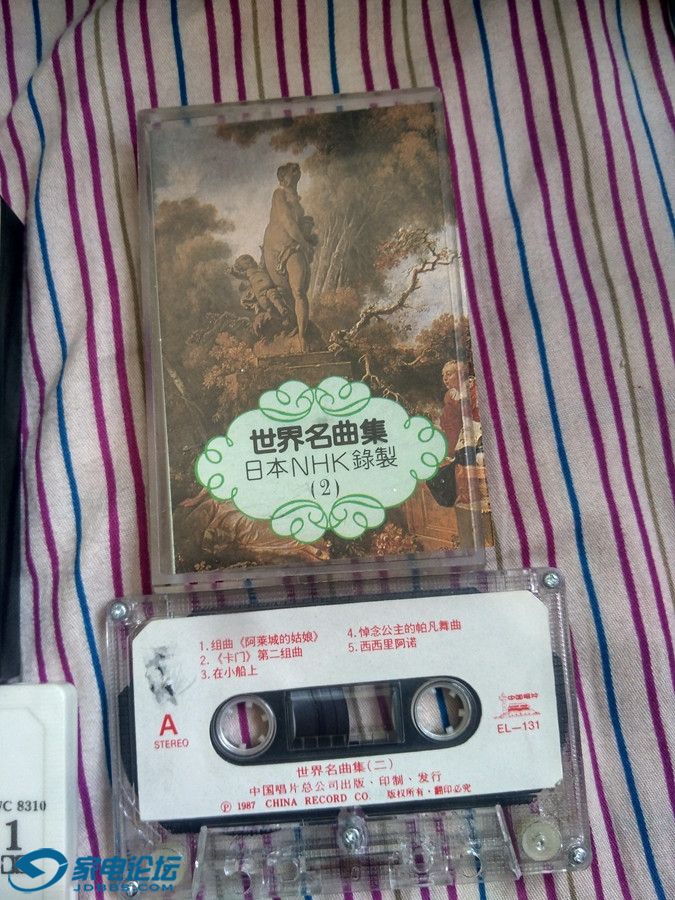 世界名曲集
日本NHK錄製
(2)
1.组曲《阿莱城的姑娘》
2.《卡门》第二组曲
3.在小船上
4.悼念公主的帕凡舞曲
5.西西里阿诺
A
STEREO
中国唱片
EL—131
世界名曲集(二)
中国唱片总公司出版、印制、发行
Ⓟ 1987 CHINA RECORD CO. 版权所有·翻印必究
VC 8310
1
家电论坛
JDBBS.COM